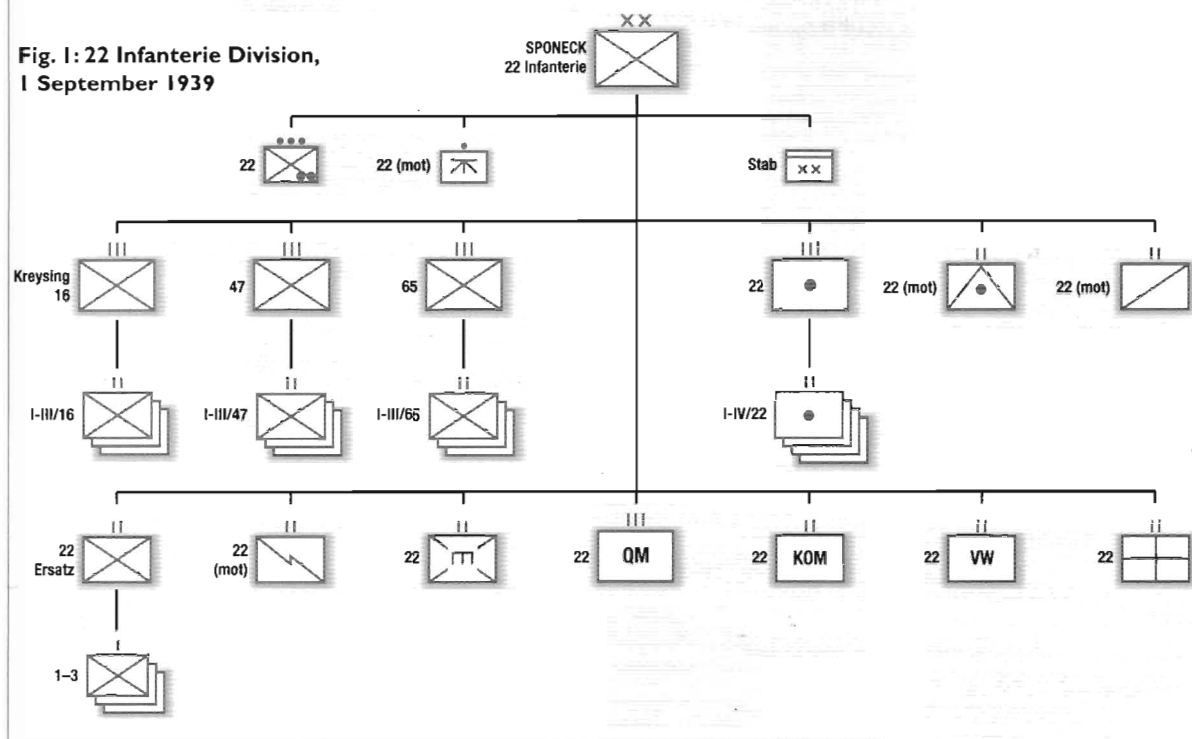 Fig. 1: 22 Infanterie Division,
1 September 1939
SPONECK
22 Infanterie
22
22 (mot)
Stab
Kreysing
16
47
65
22
22 (mot)
22 (mot)
I-III/16
I-III/47
I-III/65
I-IV/22
22
Ersatz
22
(mot)
22
22
QM
22
KOM
22
VW
22
1–3